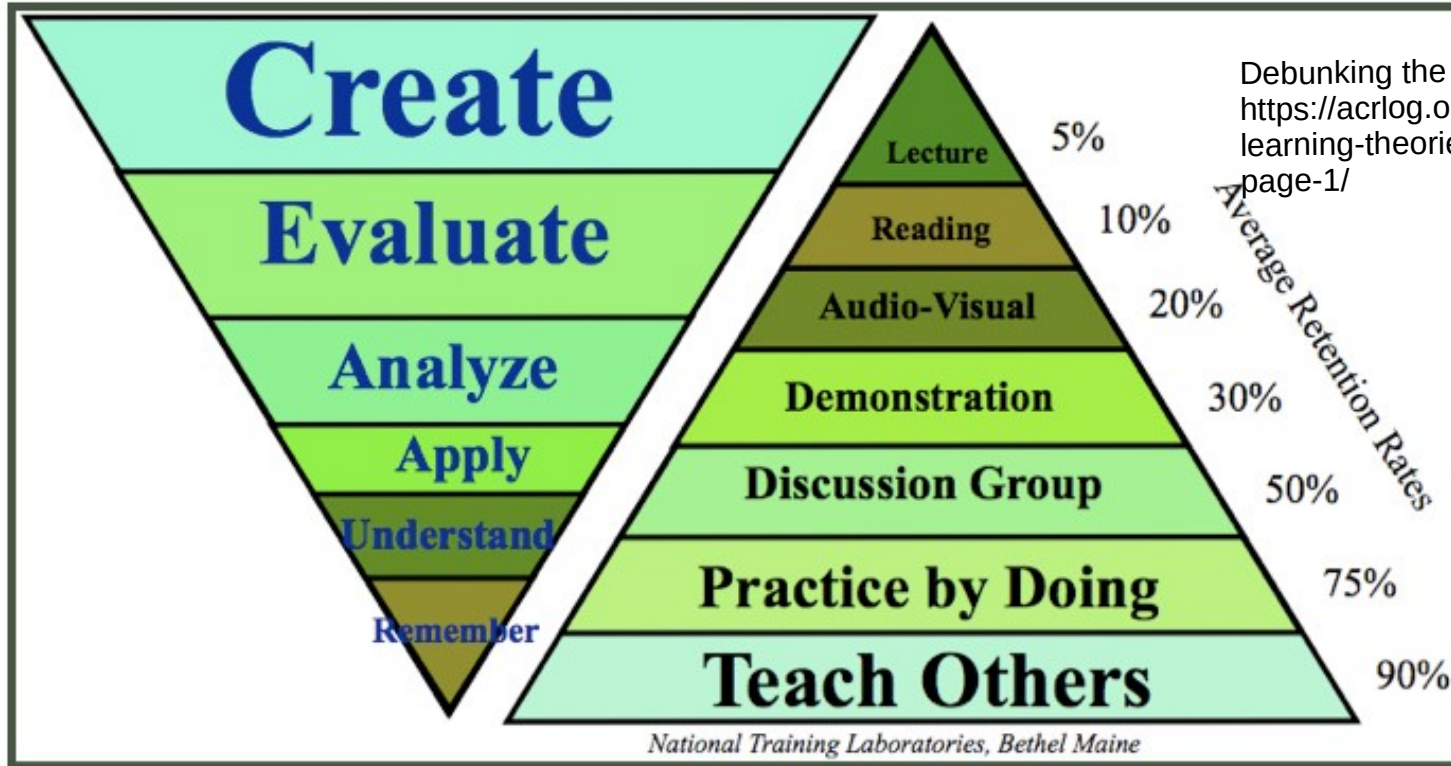 Create
Evaluate
Analyze
Apply
Understand
Remember
Lecture
Reading
Audio-Visual
Demonstration
Discussion Group
Practice by Doing
Teach Others
5%
10%
20%
30%
50%
75%
90%
Average Retention Rates
Debunking the
https://acrlog.o
learning-theorie
page-1/
National Training Laboratories, Bethel Maine